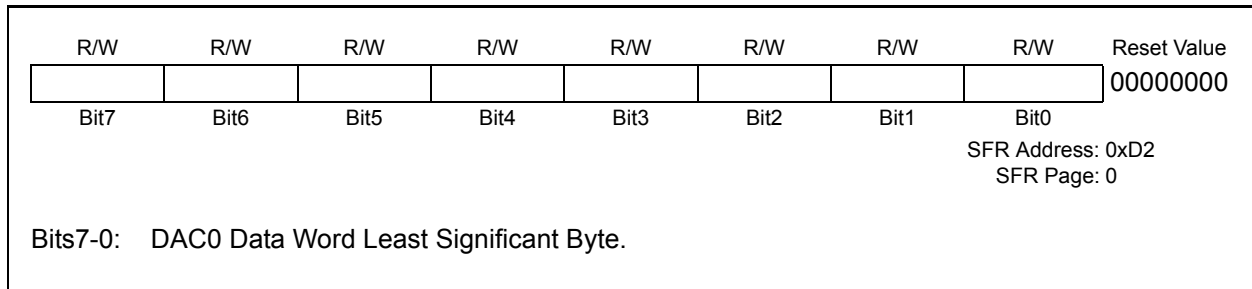 R/W R/W R/W R/W R/W R/W R/W R/W Reset Value
00000000
Bit7 Bit6 Bit5 Bit4 Bit3 Bit2 Bit1 Bit0
SFR Address: 0xD2
SFR Page: 0
Bits7-0: DAC0 Data Word Least Significant Byte.